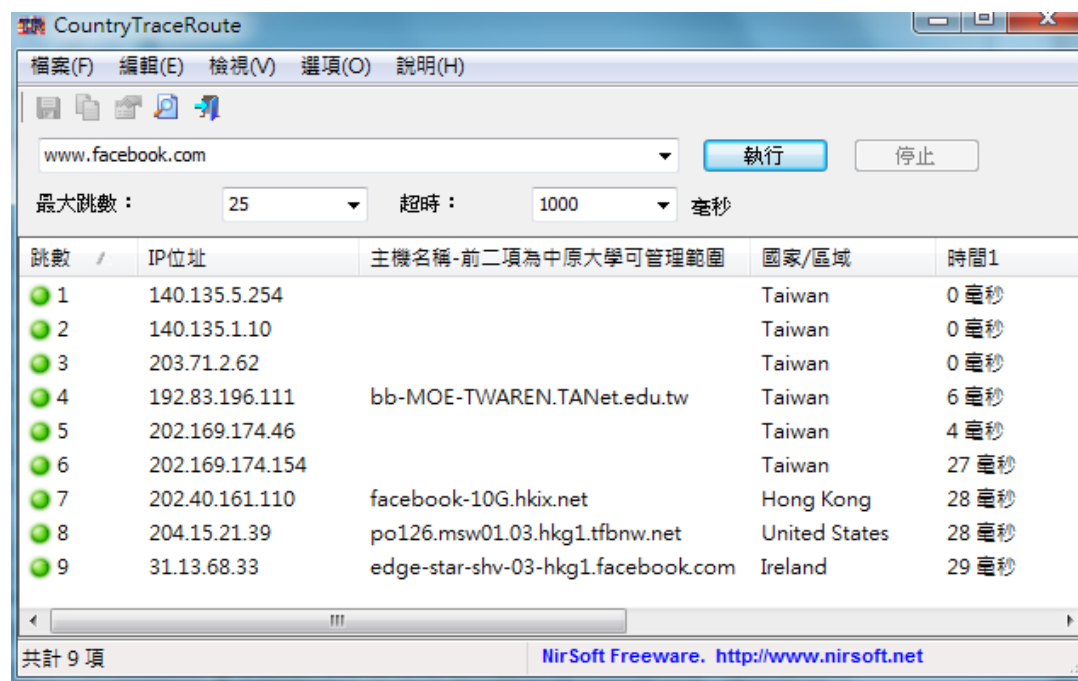 CountryTraceRoute
檔案(F) 編輯(E) 檢視(V) 選項(O) 說明(H)
www.facebook.com 執行 停止
最大跳數： 25 超時： 1000 毫秒
跳數 IP位址 主機名稱-前二項為中原大學可管理範圍 國家/區域 時間1
1 140.135.5.254 Taiwan 0 毫秒
2 140.135.1.10 Taiwan 0 毫秒
3 203.71.2.62 Taiwan 0 毫秒
4 192.83.196.111 bb-MOE-TWAREN.TANet.edu.tw Taiwan 6 毫秒
5 202.169.174.46 Taiwan 4 毫秒
6 202.169.174.154 Taiwan 27 毫秒
7 202.40.161.110 facebook-10G.hkix.net Hong Kong 28 毫秒
8 204.15.21.39 po126.msw01.03.hkg1.tfbnw.net United States 28 毫秒
9 31.13.68.33 edge-star-shv-03-hkg1.facebook.com Ireland 29 毫秒
共計 9 項 NirSoft Freeware. http://www.nirsoft.net